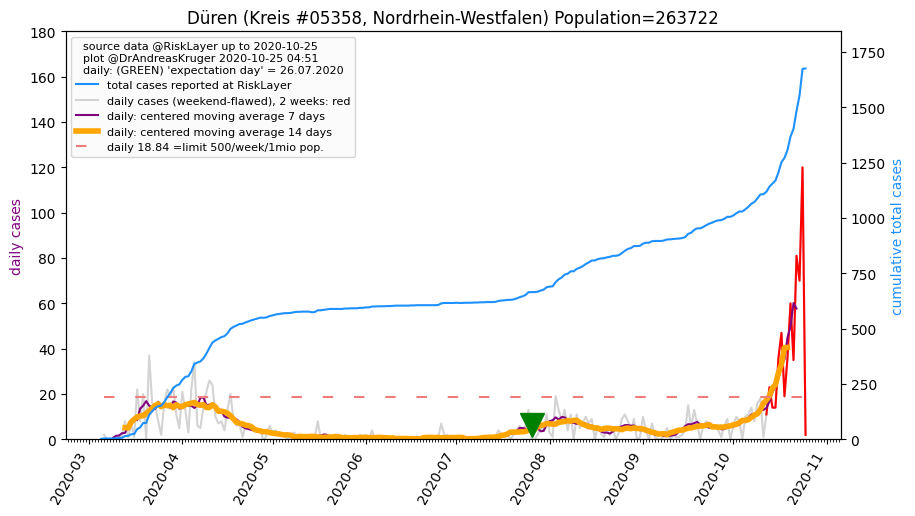 Düren (Kreis #05358, Nordrhein-Westfalen) Population=263722
source data @RiskLayer up to 2020-10-25
plot @DrAndreasKruger 2020-10-25 04:51
daily: (GREEN) 'expectation day' = 26.07.2020
total cases reported at RiskLayer
daily cases (weekend-flawed), 2 weeks: red
daily: centered moving average 7 days
daily: centered moving average 14 days
daily 18.84 =limit 500/week/1mio pop.
daily cases
180
160
140
120
100
80
60
40
20
0
1750
1500
1250
1000
750
500
250
0
cumulative total cases
2020-03
2020-04
2020-05
2020-06
2020-07
2020-08
2020-09
2020-10
2020-11